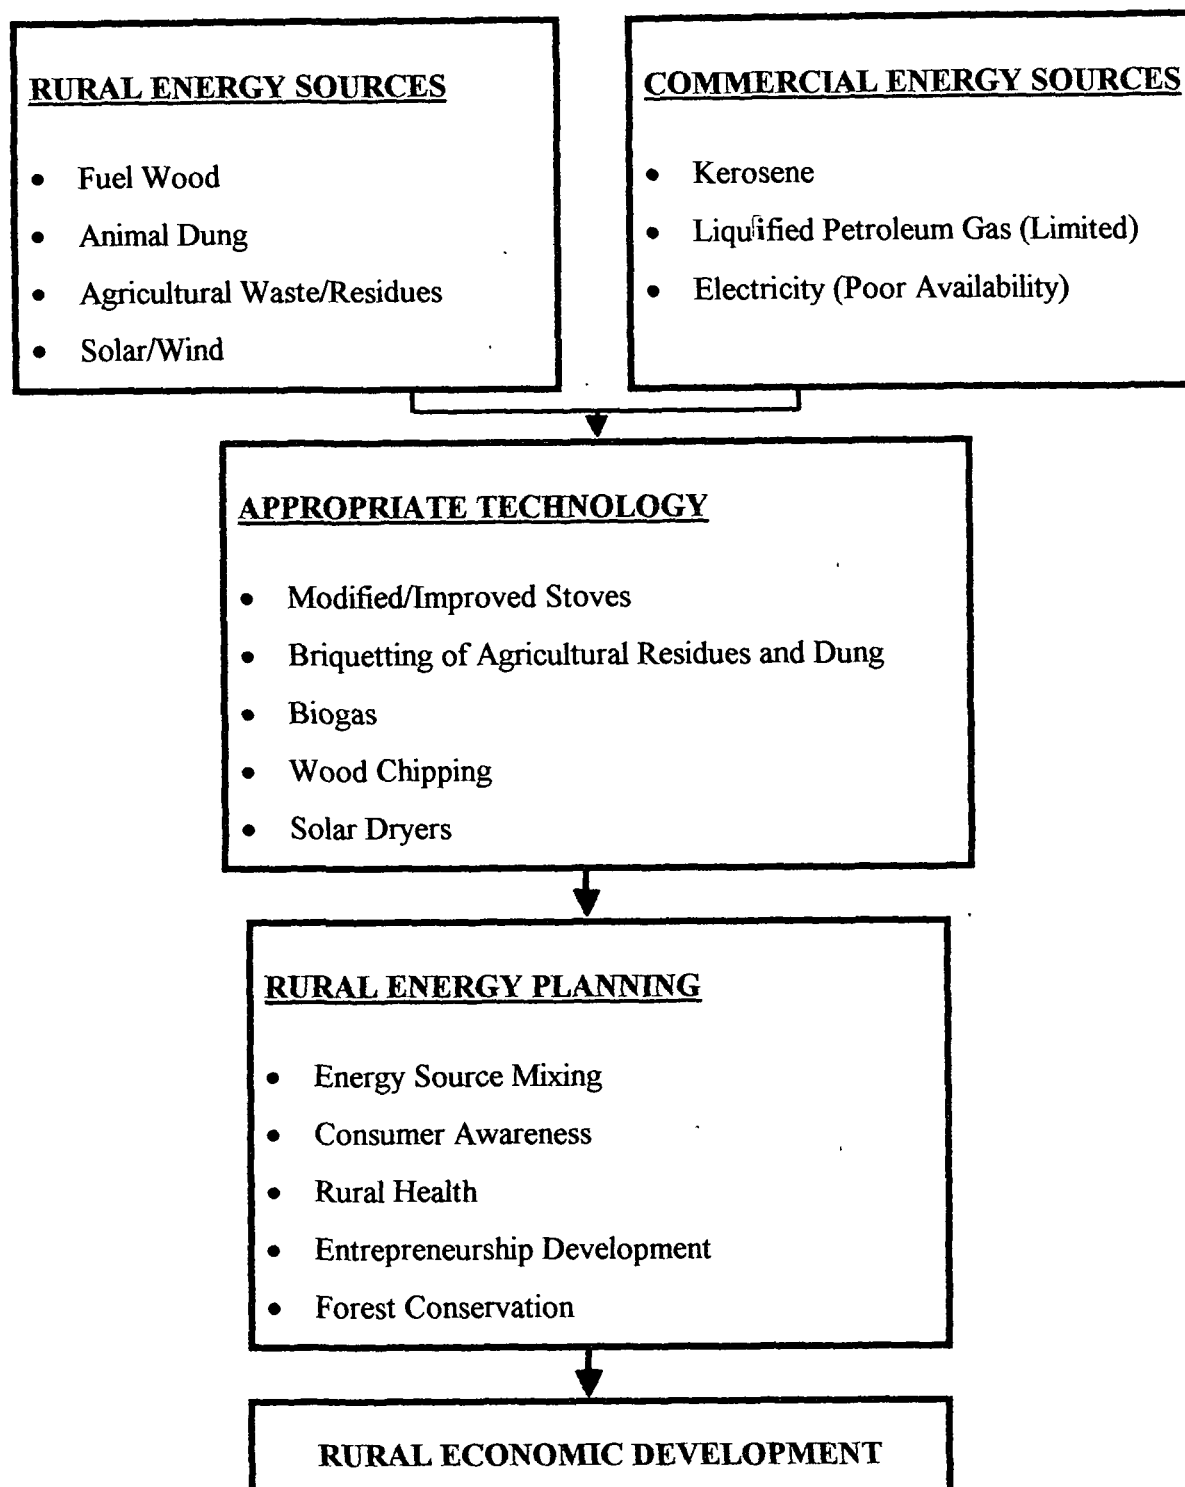 RURAL ENERGY SOURCES
• Fuel Wood
• Animal Dung
• Agricultural Waste/Residues
• Solar/Wind
COMMERCIAL ENERGY SOURCES
• Kerosene
• Liquified Petroleum Gas (Limited)
• Electricity (Poor Availability)
APPROPRIATE TECHNOLOGY
• Modified/Improved Stoves
• Briquetting of Agricultural Residues and Dung
• Biogas
• Wood Chipping
• Solar Dryers
RURAL ENERGY PLANNING
• Energy Source Mixing
• Consumer Awareness
• Rural Health
• Entrepreneurship Development
• Forest Conservation
RURAL ECONOMIC DEVELOPMENT